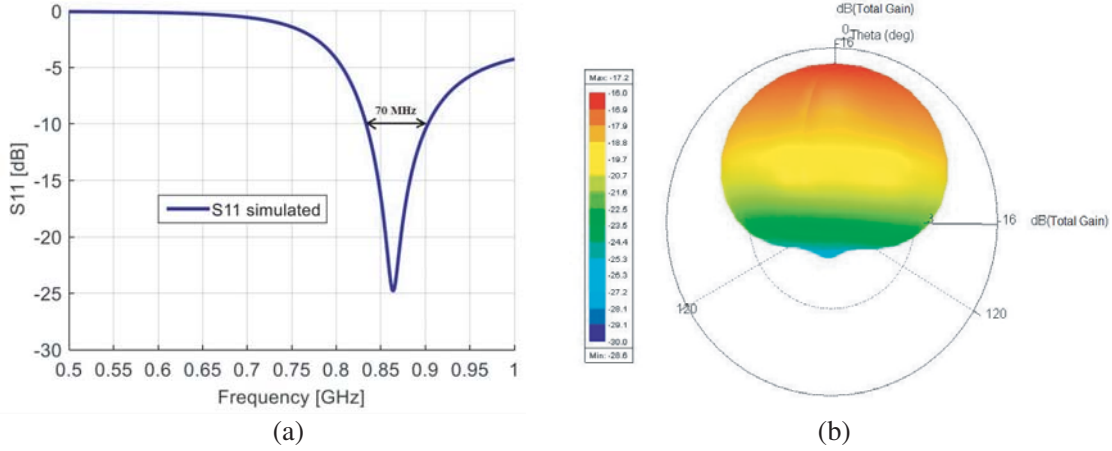 0
-5
-10
-15
-20
-25
-30
S11 [dB]
70 MHz
S11 simulated
0.5 0.55 0.6 0.65 0.7 0.75 0.8 0.85 0.9 0.95 1
Frequency [GHz]
(a)
dB(Total Gain)
0
Theta (deg)
-16
Max: -17.2
-16.0
-16.9
-17.9
-18.8
-19.7
-20.7
-21.6
-22.5
-23.5
-24.4
-25.3
-26.3
-27.2
-28.1
-29.1
-30.0
Min: -28.6
-16
dB(Total Gain)
120
120
(b)